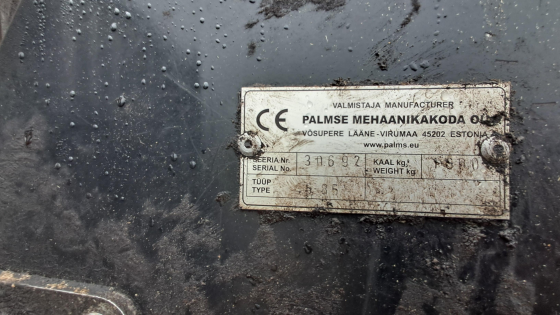 VALMISTAJA MANUFACTURER
CE PALMSE MEHAANIKAKODA
VÕSUPERE LÄÄNE-VIRUMAA 45202 ESTONIA
www.palms.eu
SEERIA Nr. 30692 KAAL kg.
SERIAL No. WEIGHT kg
TÜÜP
TYPE